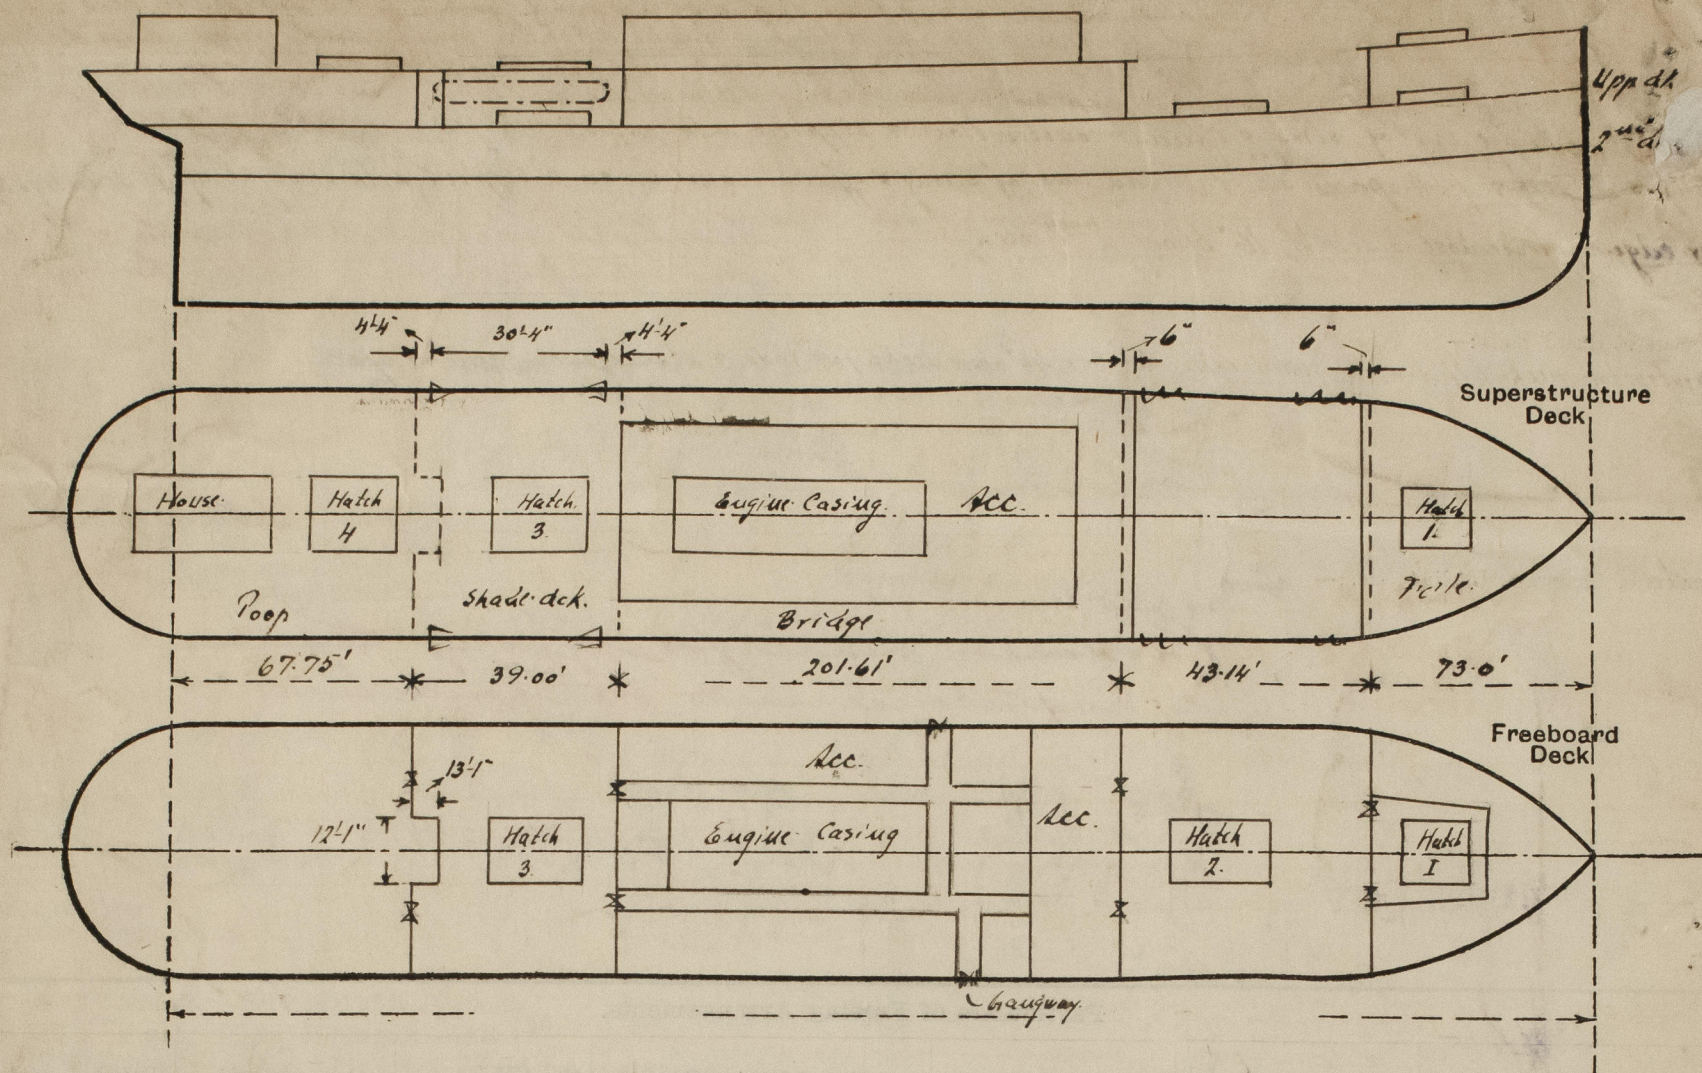 Upp dk
2nd d
4'-4"
30'-4"
4'-4"
6"
6"
Superstructure
Deck
House.
Hatch
4
Hatch.
3.
Engine Casing.
Acc.
Hatch
1.
Poop
Shade dck.
Bridge
F'cle.
67.75'
39.00'
201.61'
43.14'
73.0'
Freeboard
Deck
Acc.
13'-1"
12'-1"
Hatch
3.
Engine Casing
Acc.
Hatch
2.
Hatch
I
Gangway.